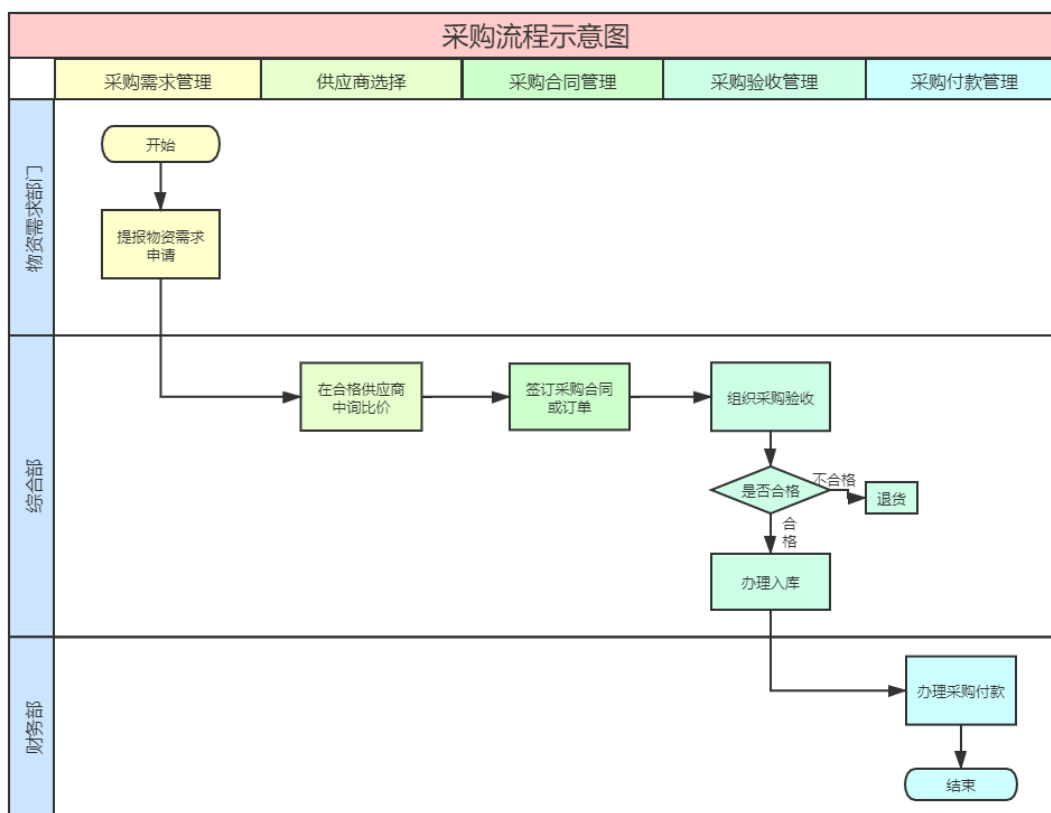 采购流程示意图
采购需求管理
供应商选择
采购合同管理
采购验收管理
采购付款管理
物资需求部门
开始
提报物资需求
申请
综合部
在合格供应商
中询比价
签订采购合同
或订单
组织采购验收
是否合格
不合格
退货
合
格
办理入库
财务部
办理采购付款
结束